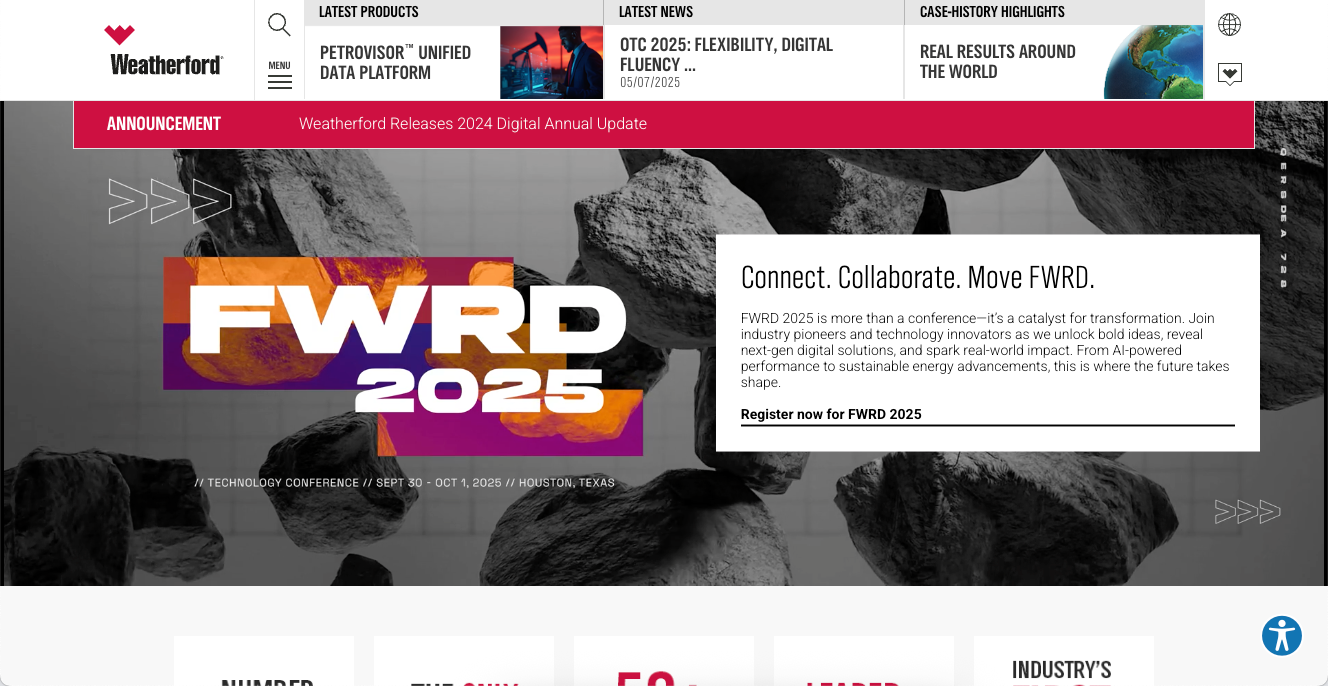 Weatherford
MENU
LATEST PRODUCTS
PETROVISOR™ UNIFIED
DATA PLATFORM
LATEST NEWS
OTC 2025: FLEXIBILITY, DIGITAL
FLUENCY ...
05/07/2025
CASE-HISTORY HIGHLIGHTS
REAL RESULTS AROUND
THE WORLD
ANNOUNCEMENT
Weatherford Releases 2024 Digital Annual Update
FWRD
2025
// TECHNOLOGY CONFERENCE // SEPT 30 - OCT 1, 2025 // HOUSTON, TEXAS
Connect. Collaborate. Move FWRD.
FWRD 2025 is more than a conference—it's a catalyst for transformation. Join
industry pioneers and technology innovators as we unlock bold ideas, reveal
next-gen digital solutions, and spark real-world impact. From AI-powered
performance to sustainable energy advancements, this is where the future takes
shape.
Register now for FWRD 2025
INDUSTRY'S